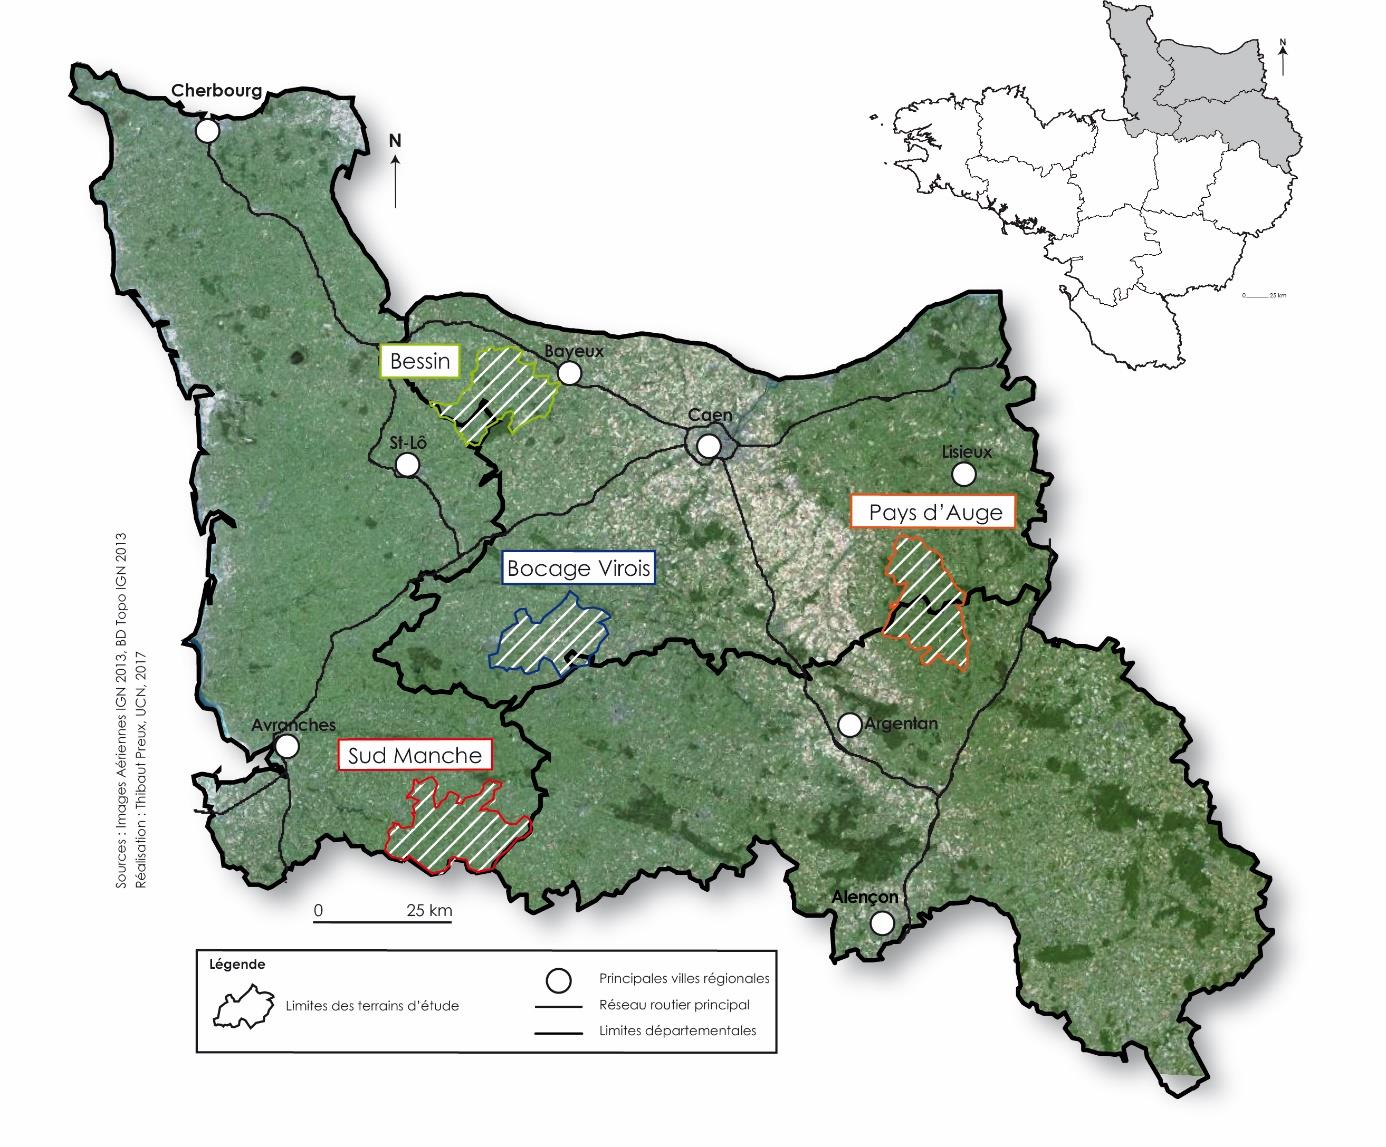 Cherbourg
N
N
0 25 km
Bessin
Bayeux
Caen
St-Lô
Lisieux
Pays d'Auge
Bocage Virois
Avranches
Argentan
Sud Manche
Alençon
0 25 km
Sources : Images Aériennes IGN 2013, BD Topo IGN 2013
Réalisation : Thibaut Preux, UCN, 2017
Légende
Limites des terrains d'étude
Principales villes régionales
Réseau routier principal
Limites départementales